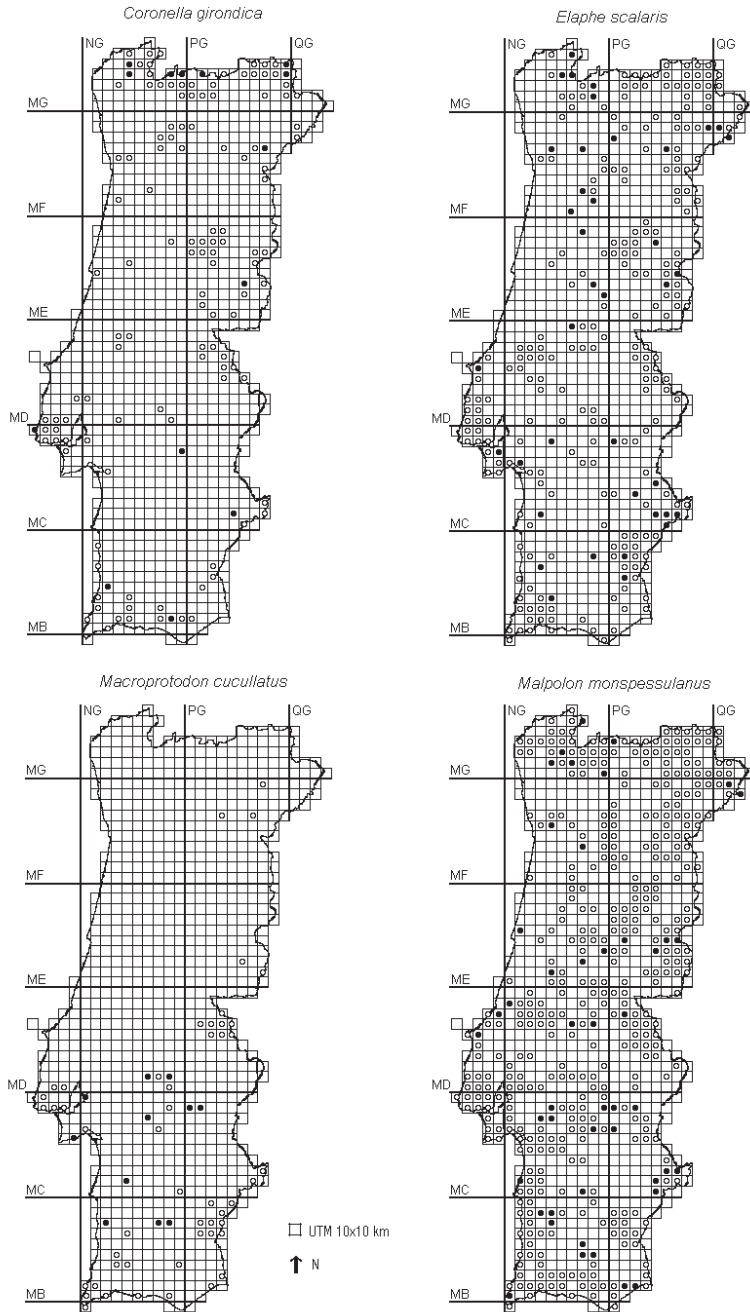 Coronella girondica
NG PG QG
MG
MF
ME
MD
MC
MB
Elaphe scalaris
NG PG QG
MG
MF
ME
MD
MC
MB
Macroprotodon cucullatus
NG PG QG
MG
MF
ME
MD
MC
MB
UTM 10x10 km
N
Malpolon monspessulanus
NG PG QG
MG
MF
ME
MD
MC
MB